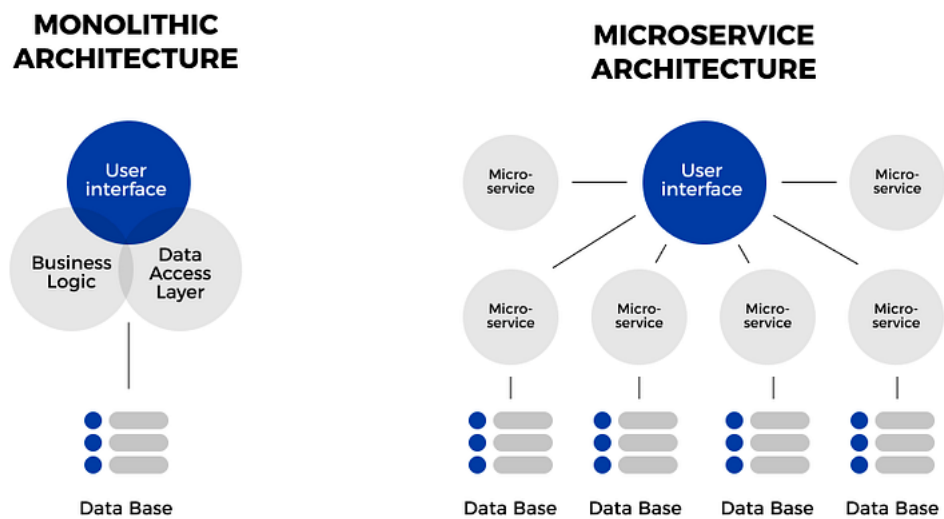 MONOLITHIC
ARCHITECTURE
User
interface
Business
Logic
Data
Access
Layer
Data Base
MICROSERVICE
ARCHITECTURE
Micro-
service
User
interface
Micro-
service
Micro-
service
Micro-
service
Micro-
service
Micro-
service
Data Base
Data Base
Data Base
Data Base